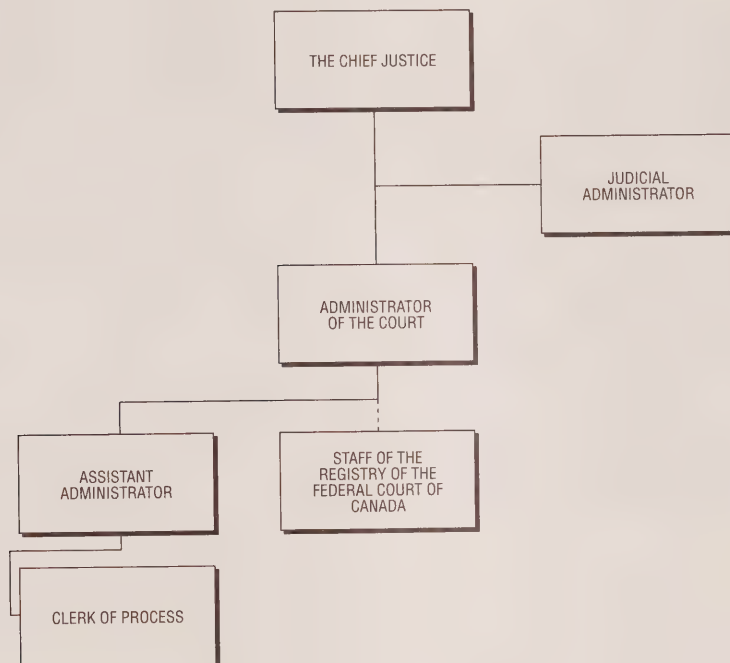 THE CHIEF JUSTICE
JUDICIAL
ADMINISTRATOR
ADMINISTRATOR
OF THE COURT
ASSISTANT
ADMINISTRATOR
STAFF OF THE
REGISTRY OF THE
FEDERAL COURT OF
CANADA
CLERK OF PROCESS